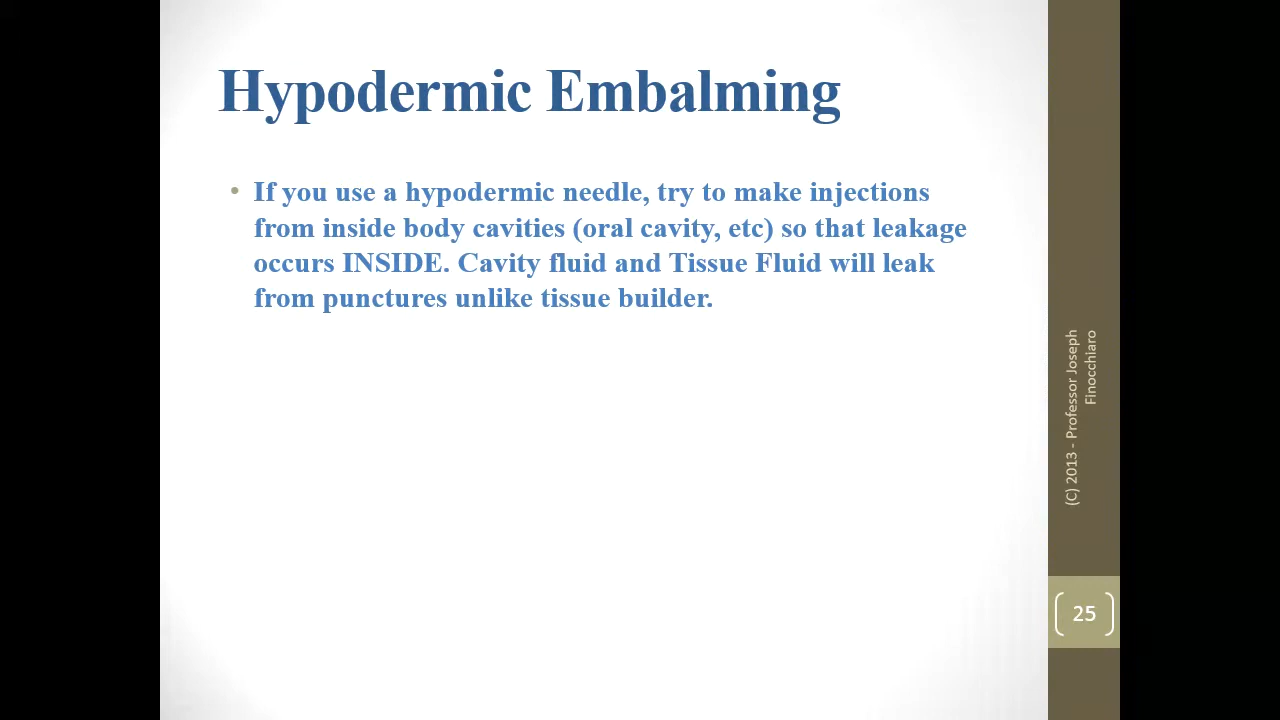 Hypodermic Embalming
• If you use a hypodermic needle, try to make injections
from inside body cavities (oral cavity, etc) so that leakage
occurs INSIDE. Cavity fluid and Tissue Fluid will leak
from punctures unlike tissue builder.
(C) 2013 - Professor Joseph
Finocchiaro
25